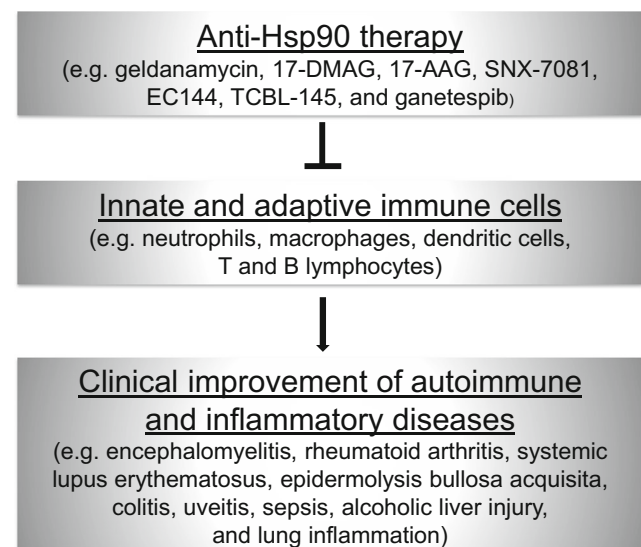 Anti-Hsp90 therapy
(e.g. geldanamycin, 17-DMAG, 17-AAG, SNX-7081,
EC144, TCBL-145, and ganetespib)
Innate and adaptive immune cells
(e.g. neutrophils, macrophages, dendritic cells,
T and B lymphocytes)
Clinical improvement of autoimmune
and inflammatory diseases
(e.g. encephalomyelitis, rheumatoid arthritis, systemic
lupus erythematosus, epidermolysis bullosa acquisita,
colitis, uveitis, sepsis, alcoholic liver injury,
and lung inflammation)